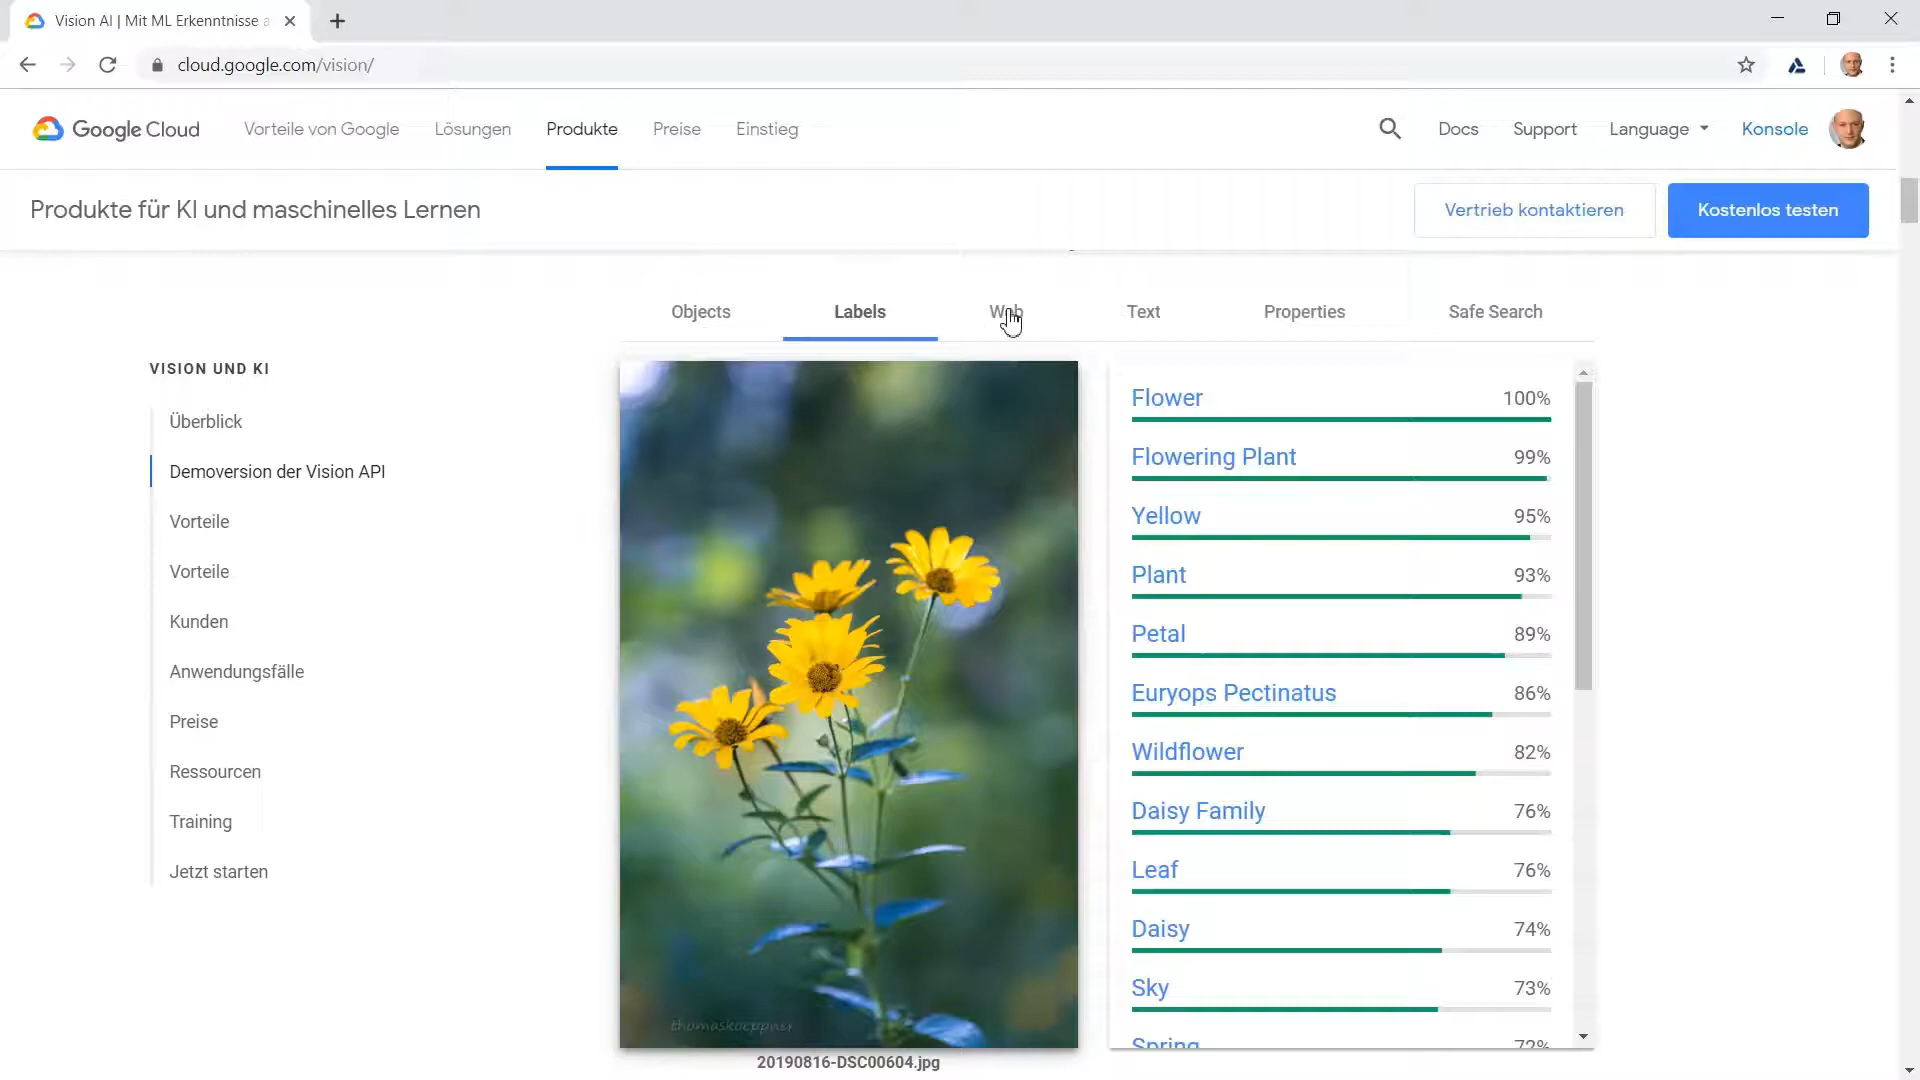 Vision AI | Mit ML Erkenntnisse a
cloud.google.com/vision/
Google Cloud
Vorteile von Google
Lösungen
Produkte
Preise
Einstieg
Docs
Support
Language
Konsole
Produkte für KI und maschinelles Lernen
Vertrieb kontaktieren
Kostenlos testen
Objects
Labels
Web
Text
Properties
Safe Search
VISION UND KI
Überblick
Demoversion der Vision API
Vorteile
Vorteile
Kunden
Anwendungsfälle
Preise
Ressourcen
Training
Jetzt starten
thomaskoeppner
20190816-DSC00604.jpg
Flower 100%
Flowering Plant 99%
Yellow 95%
Plant 93%
Petal 89%
Euryops Pectinatus 86%
Wildflower 82%
Daisy Family 76%
Leaf 76%
Daisy 74%
Sky 73%
Spring 72%